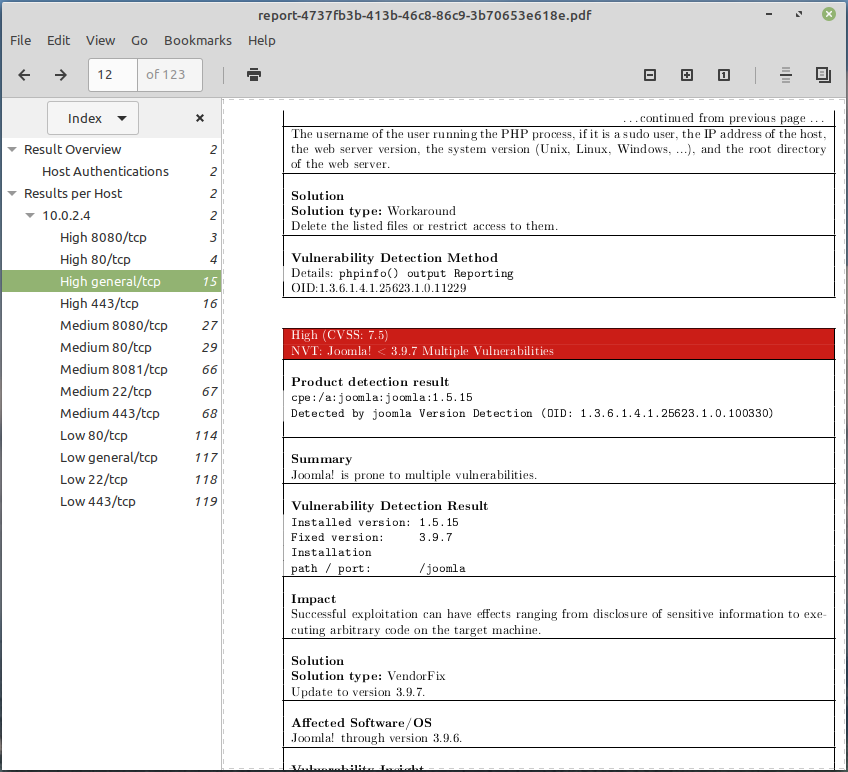 report-4737fb3b-413b-46c8-86c9-3b70653e618e.pdf
File Edit View Go Bookmarks Help
12 of 123
Index
Result Overview 2
Host Authentications 2
Results per Host 2
10.0.2.4 2
High 8080/tcp 3
High 80/tcp 4
High general/tcp 15
High 443/tcp 16
Medium 8080/tcp 27
Medium 80/tcp 29
Medium 8081/tcp 66
Medium 22/tcp 67
Medium 443/tcp 68
Low 80/tcp 114
Low general/tcp 117
Low 22/tcp 118
Low 443/tcp 119
...continued from previous page ...
The username of the user running the PHP process, if it is a sudo user, the IP address of the host,
the web server version, the system version (Unix, Linux, Windows, ...), and the root directory
of the web server.
Solution
Solution type: Workaround
Delete the listed files or restrict access to them.
Vulnerability Detection Method
Details: phpinfo() output Reporting
OID:1.3.6.1.4.1.25623.1.0.11229
High (CVSS: 7.5)
NVT: Joomla! < 3.9.7 Multiple Vulnerabilities
Product detection result
cpe:/a:joomla:joomla:1.5.15
Detected by joomla Version Detection (OID: 1.3.6.1.4.1.25623.1.0.100330)
Summary
Joomla! is prone to multiple vulnerabilities.
Vulnerability Detection Result
Installed version: 1.5.15
Fixed version: 3.9.7
Installation
path / port: /joomla
Impact
Successful exploitation can have effects ranging from disclosure of sensitive information to exe-
cuting arbitrary code on the target machine.
Solution
Solution type: VendorFix
Update to version 3.9.7.
Affected Software/OS
Joomla! through version 3.9.6.
Vulnerability Insight